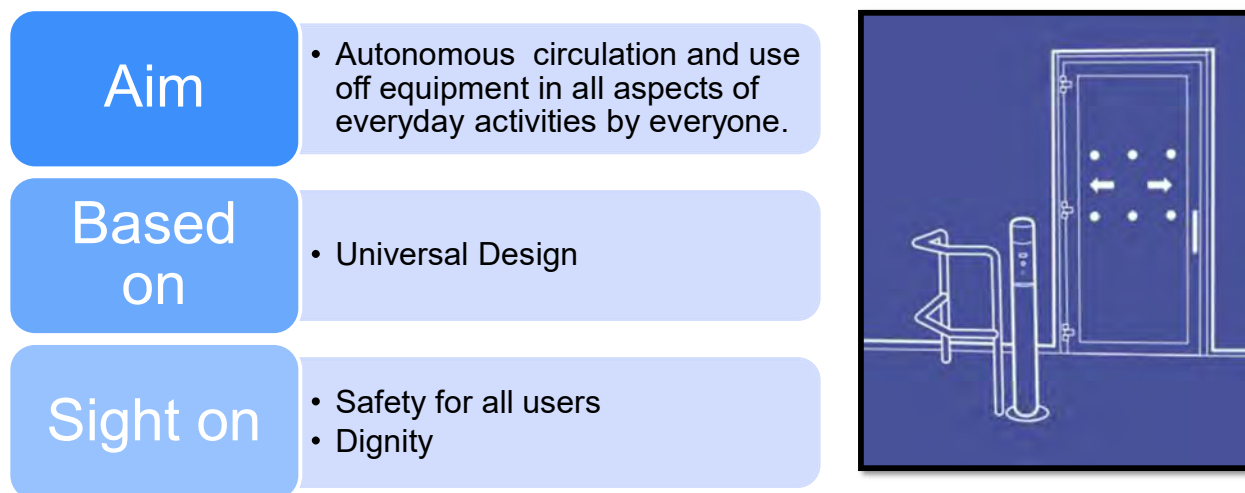 Aim
• Autonomous circulation and use
off equipment in all aspects of
everyday activities by everyone.
Based
on
• Universal Design
Sight on
• Safety for all users
• Dignity